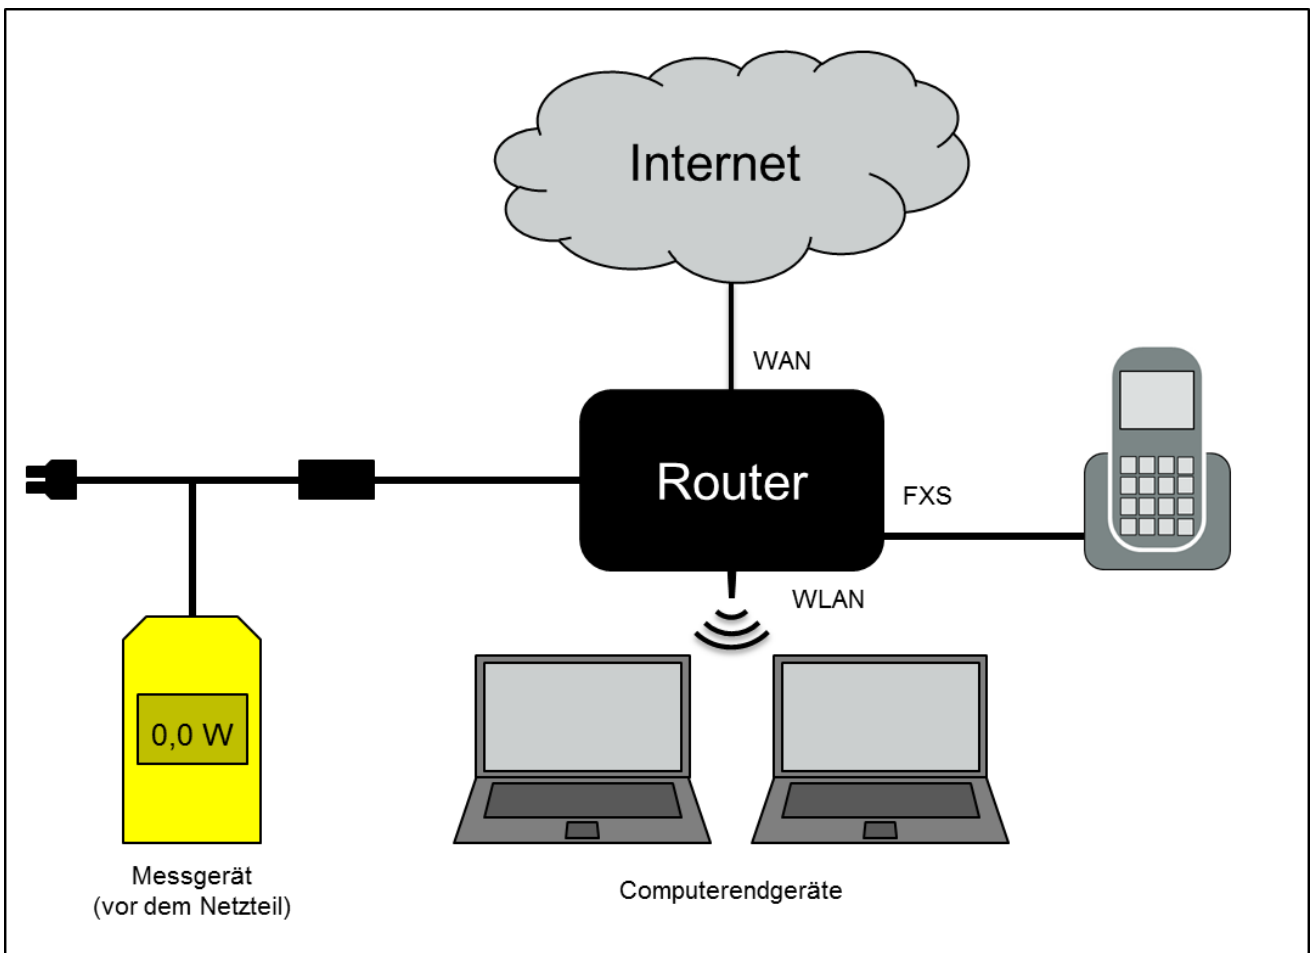 Internet
WAN
Router
FXS
WLAN
0,0 W
Messgerät
(vor dem Netzteil)
Computerendgeräte